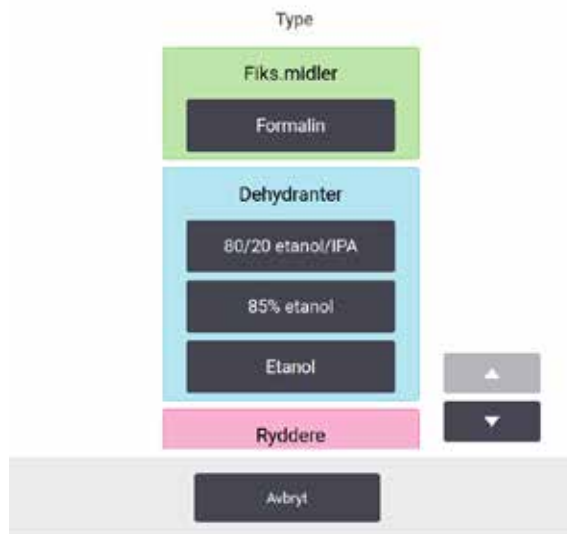 Type
Fiks.midler
Formalin
Dehydranter
80/20 etanol/IPA
85% etanol
Etanol
Ryddere
Avbryt